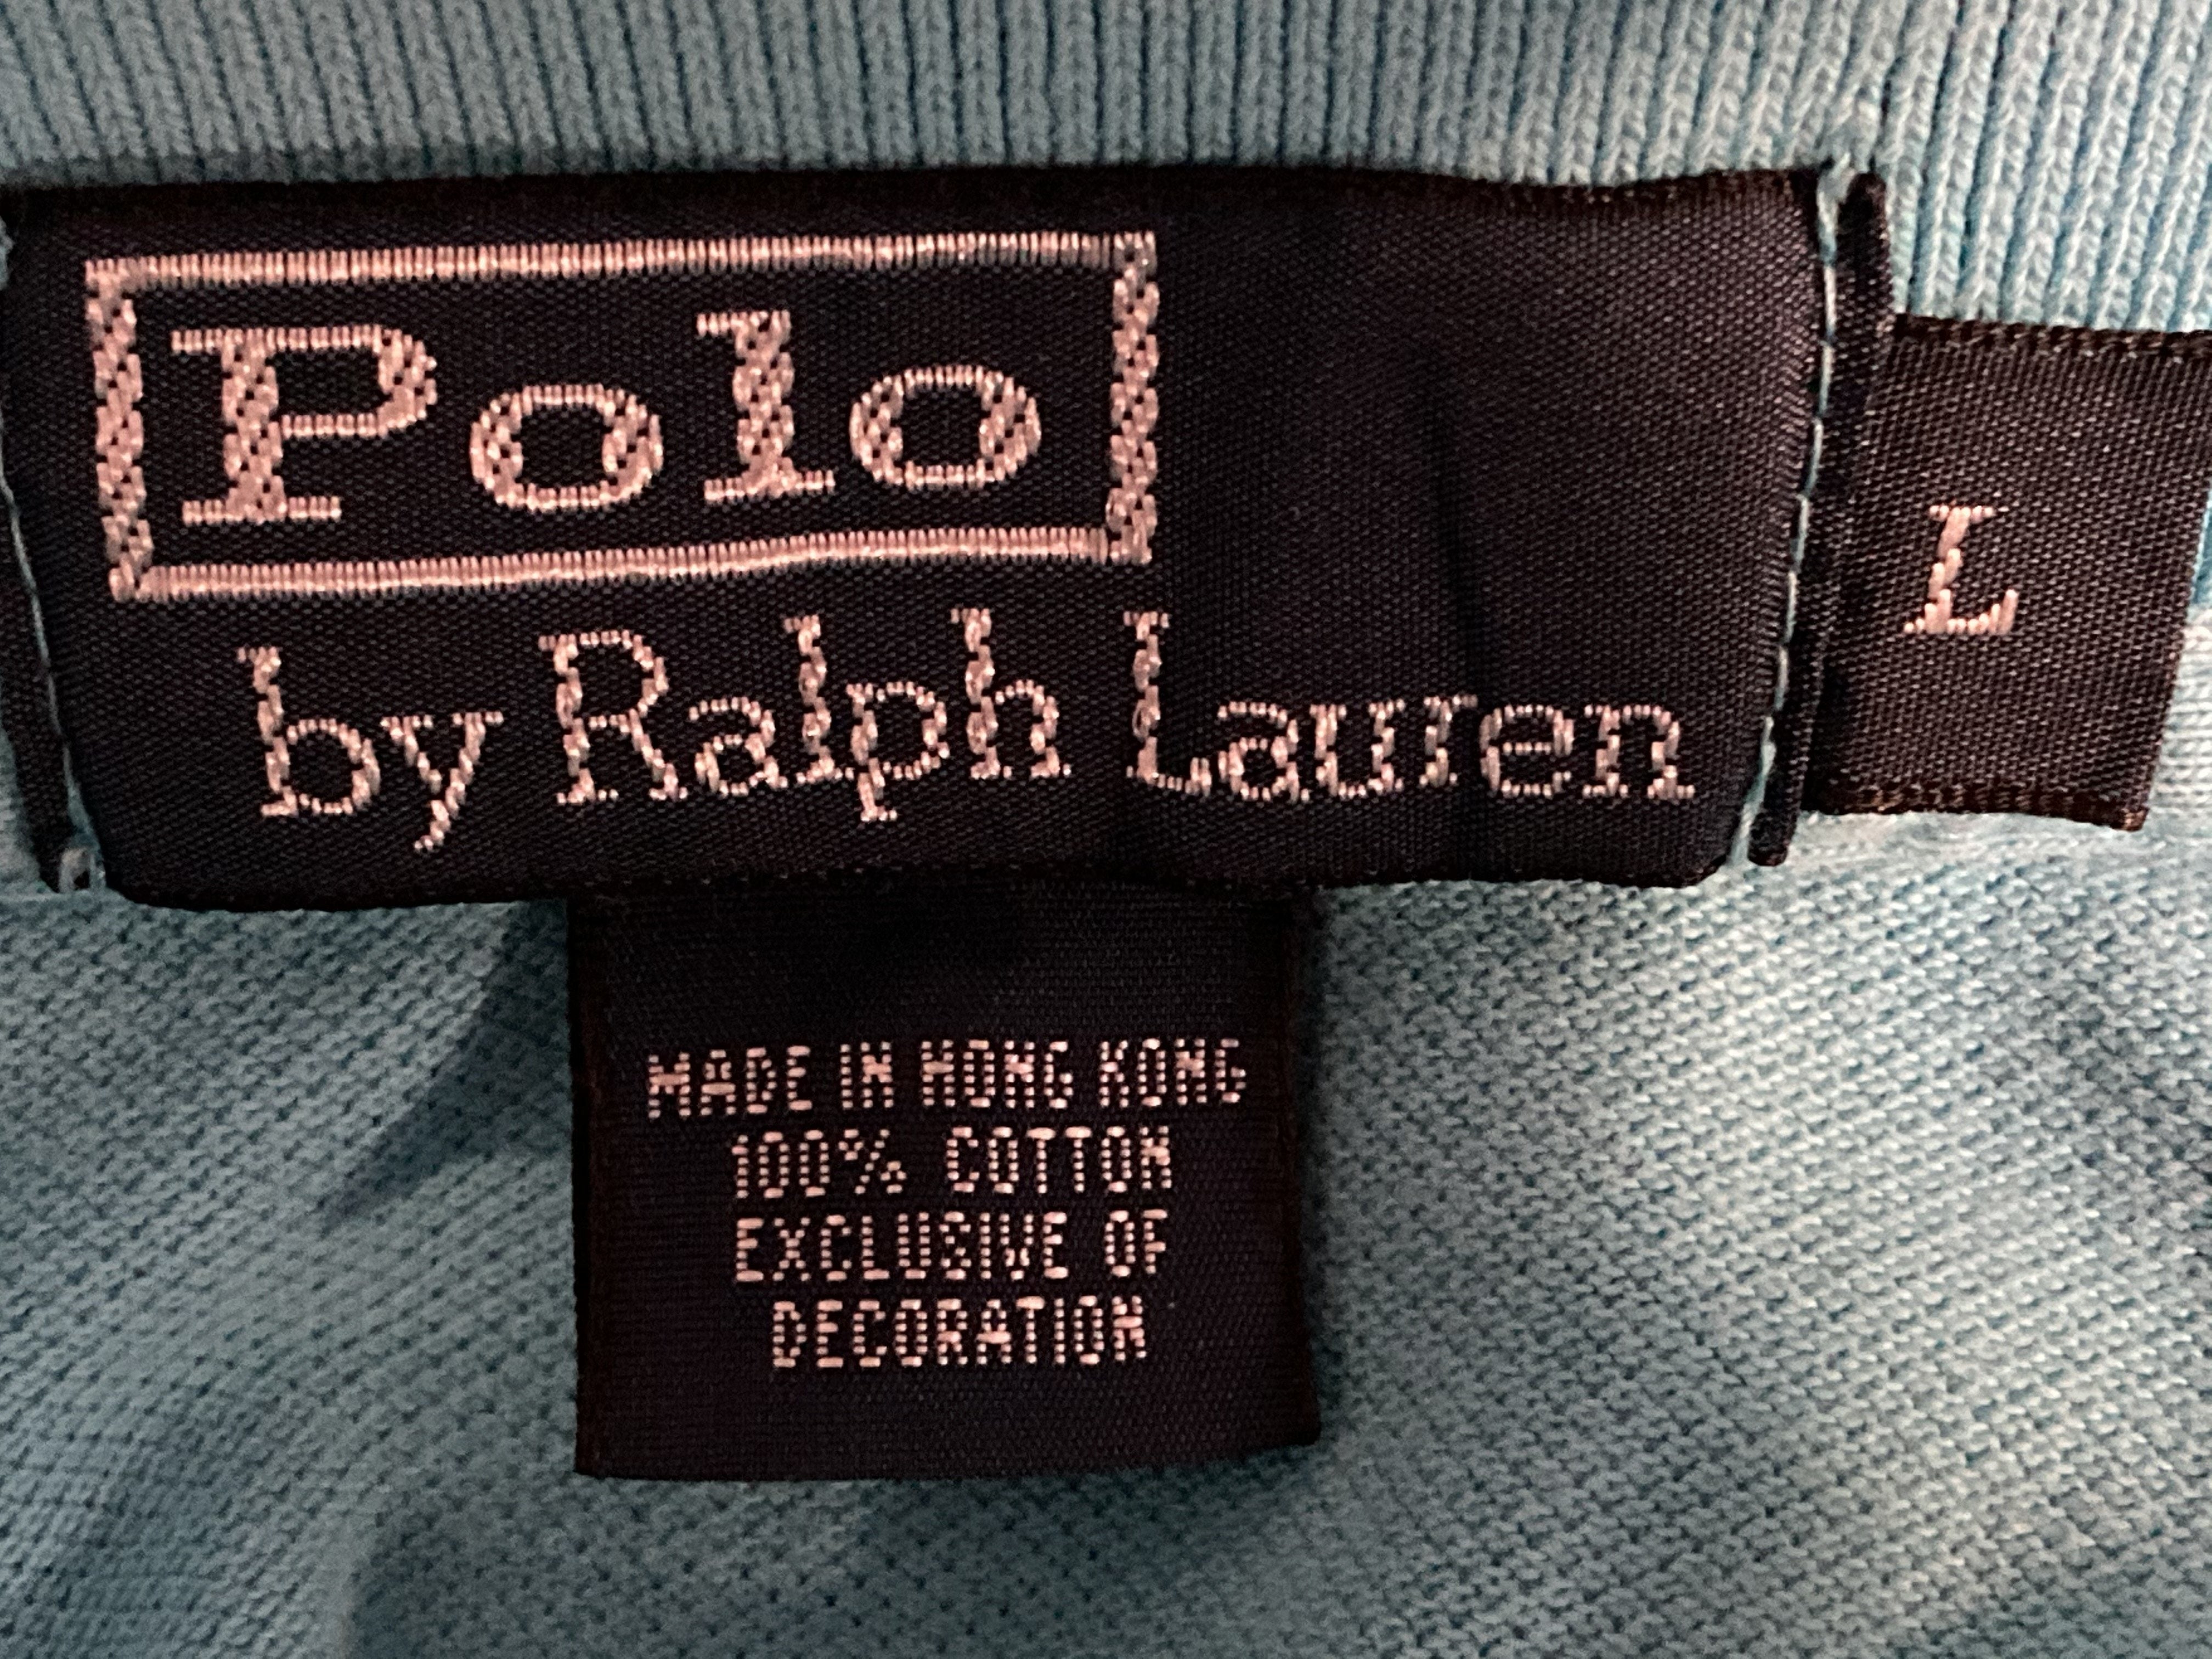 Polo
by Ralph Lauren
L
MADE IN HONG KONG
100% COTTON
EXCLUSIVE OF
DECORATION